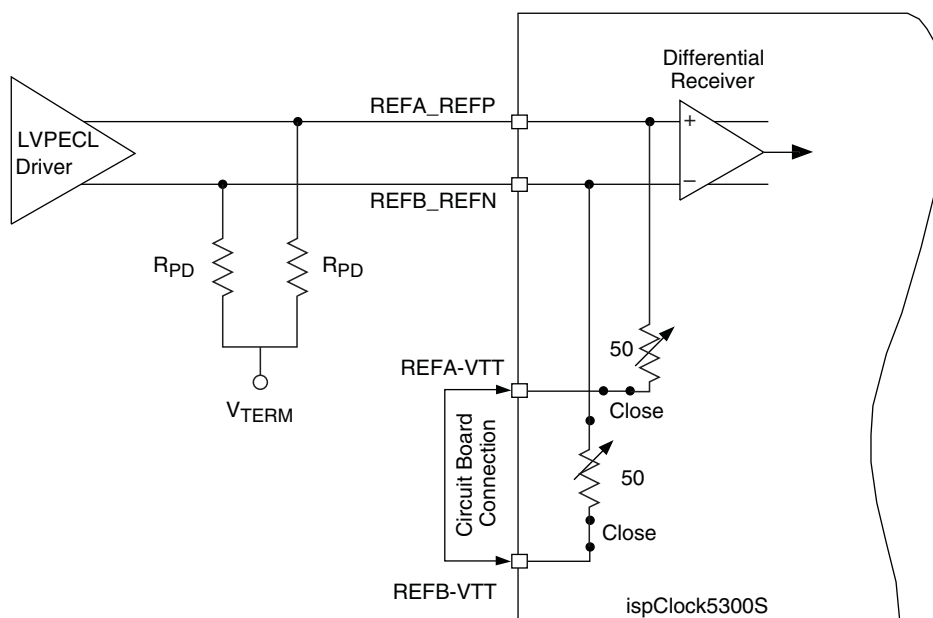 Differential
Receiver
REFA_REFP
+
LVPECL
Driver
−
REFB_REFN
RPD
RPD
50
REFA-VTT
VTERM
Close
Circuit Board
Connection
50
Close
REFB-VTT
ispClock5300S